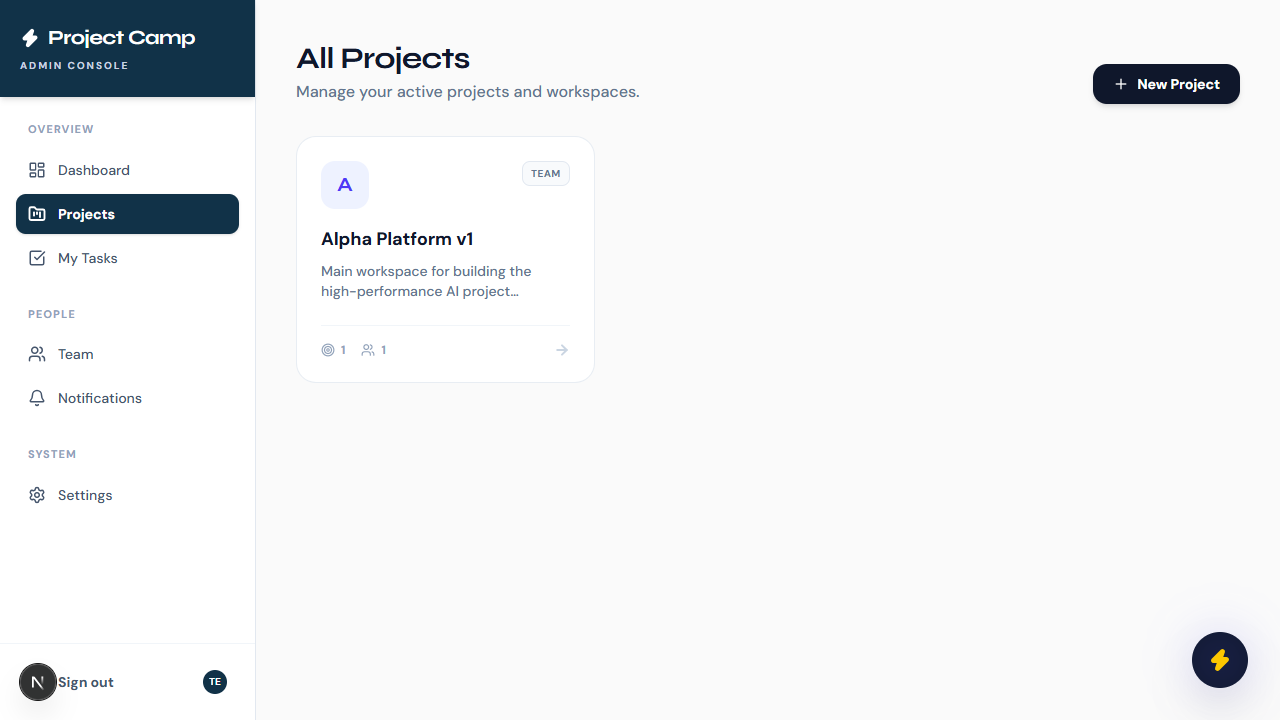 Project Camp
ADMIN CONSOLE
OVERVIEW
Dashboard
Projects
My Tasks
PEOPLE
Team
Notifications
SYSTEM
Settings
N
Sign out
TE
All Projects
Manage your active projects and workspaces.
New Project
A
TEAM
Alpha Platform v1
Main workspace for building the
high-performance AI project...
1
1